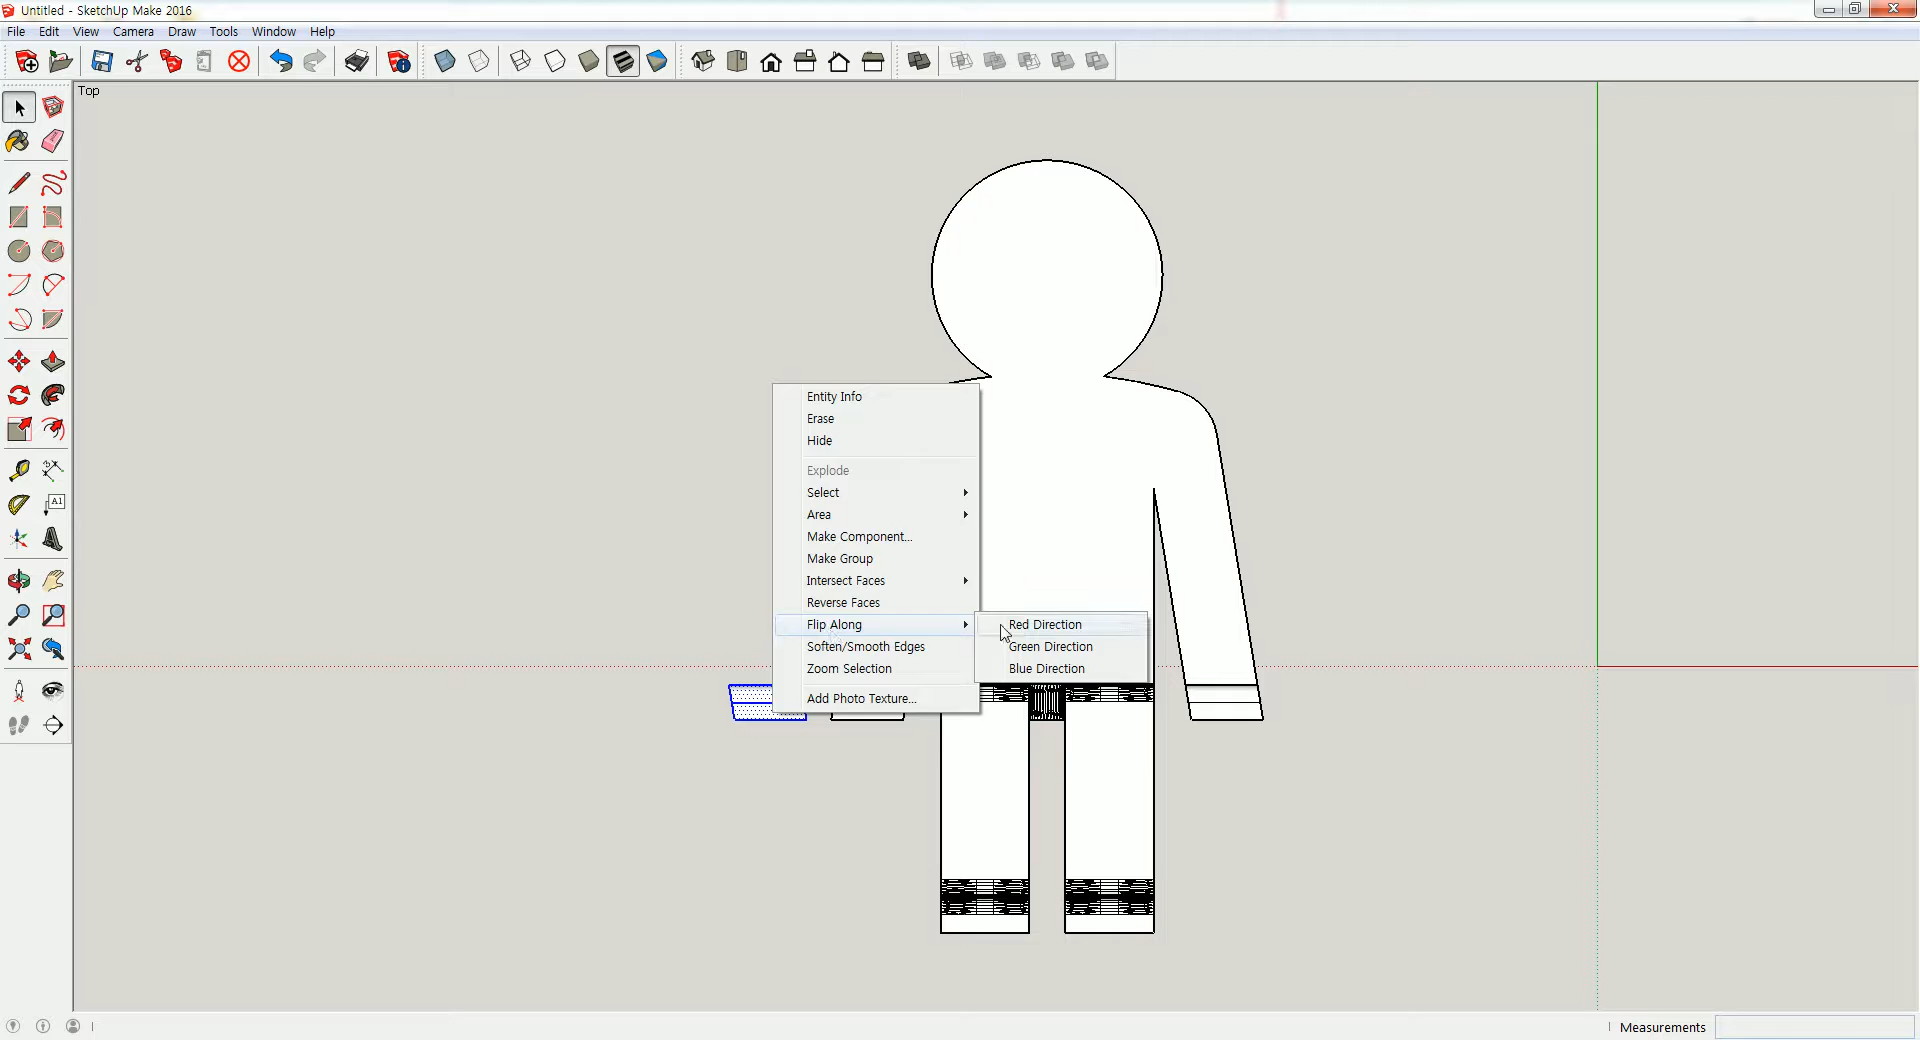 Untitled - SketchUp Make 2016
File Edit View Camera Draw Tools Window Help
Top
A1
Entity Info
Erase
Hide
Explode
Select
Area
Make Component...
Make Group
Intersect Faces
Reverse Faces
Flip Along
Soften/Smooth Edges
Zoom Selection
Add Photo Texture...
Red Direction
Green Direction
Blue Direction
Measurements